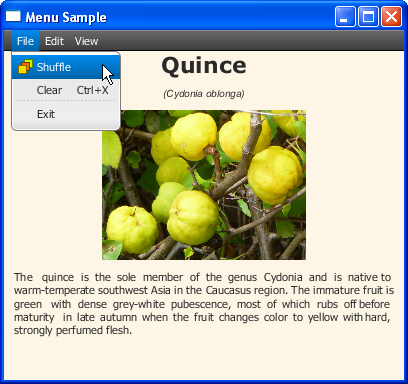 Menu Sample
File Edit View
Shuffle
Clear Ctrl+X
Exit
Quince
(Cydonia oblonga)
The quince is the sole member of the genus Cydonia and is native to
warm-temperate southwest Asia in the Caucasus region. The immature fruit is
green with dense grey-white pubescence, most of which rubs off before
maturity in late autumn when the fruit changes color to yellow with hard,
strongly perfumed flesh.